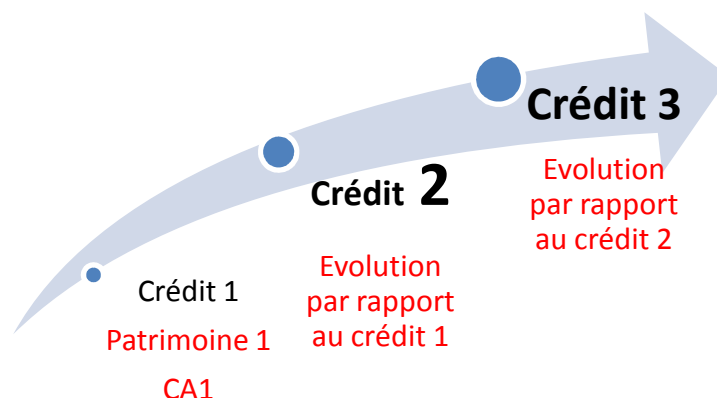 Crédit 1
Patrimoine 1
CA1
Crédit 2
Evolution
par rapport
au crédit 1
Crédit 3
Evolution
par rapport
au crédit 2